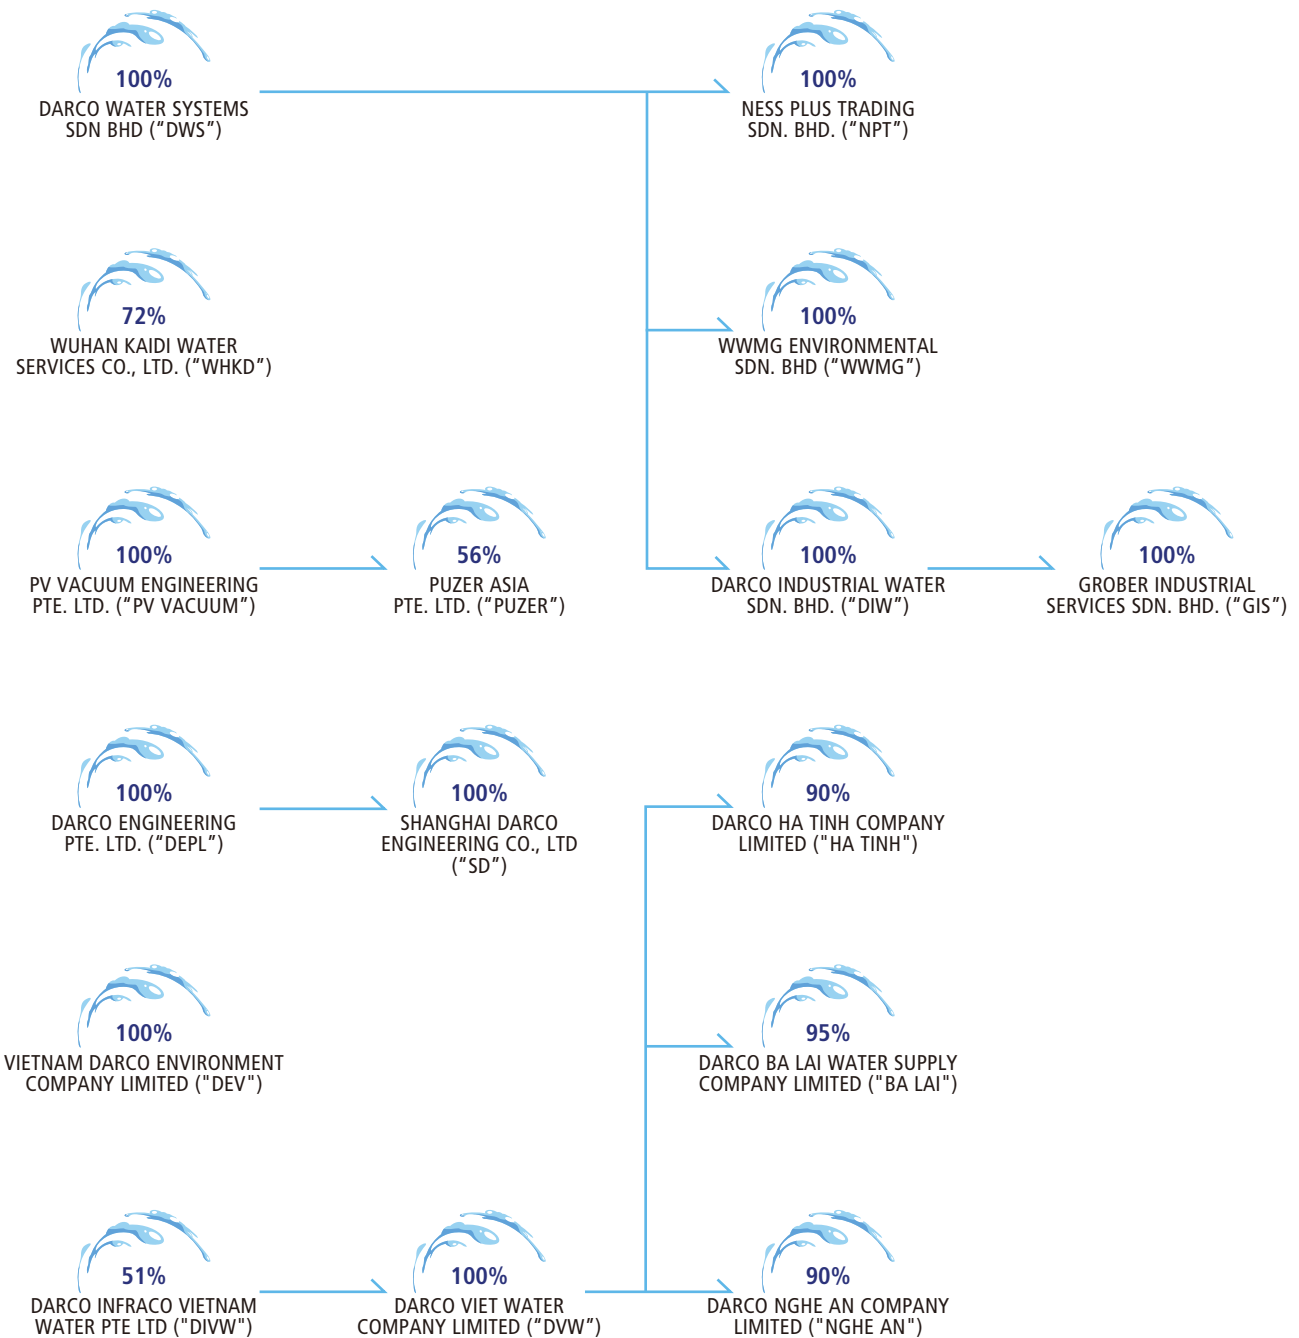 100%
DARCO WATER SYSTEMS
SDN BHD (“DWS”)
100%
NESS PLUS TRADING
SDN. BHD. (“NPT”)
72%
WUHAN KAIDI WATER
SERVICES CO., LTD. (“WHKD”)
100%
WWMG ENVIRONMENTAL
SDN. BHD (“WWMG”)
100%
PV VACUUM ENGINEERING
PTE. LTD. (“PV VACUUM”)
56%
PUZER ASIA
PTE. LTD. (“PUZER”)
100%
DARCO INDUSTRIAL WATER
SDN. BHD. (“DIW”)
100%
GROBER INDUSTRIAL
SERVICES SDN. BHD. (“GIS”)
100%
DARCO ENGINEERING
PTE. LTD. (“DEPL”)
100%
SHANGHAI DARCO
ENGINEERING CO., LTD
(“SD”)
90%
DARCO HA TINH COMPANY
LIMITED ("HA TINH")
100%
VIETNAM DARCO ENVIRONMENT
COMPANY LIMITED ("DEV")
95%
DARCO BA LAI WATER SUPPLY
COMPANY LIMITED ("BA LAI")
51%
DARCO INFRACO VIETNAM
WATER PTE LTD ("DIVW")
100%
DARCO VIET WATER
COMPANY LIMITED ("DVW")
90%
DARCO NGHE AN COMPANY
LIMITED ("NGHE AN")